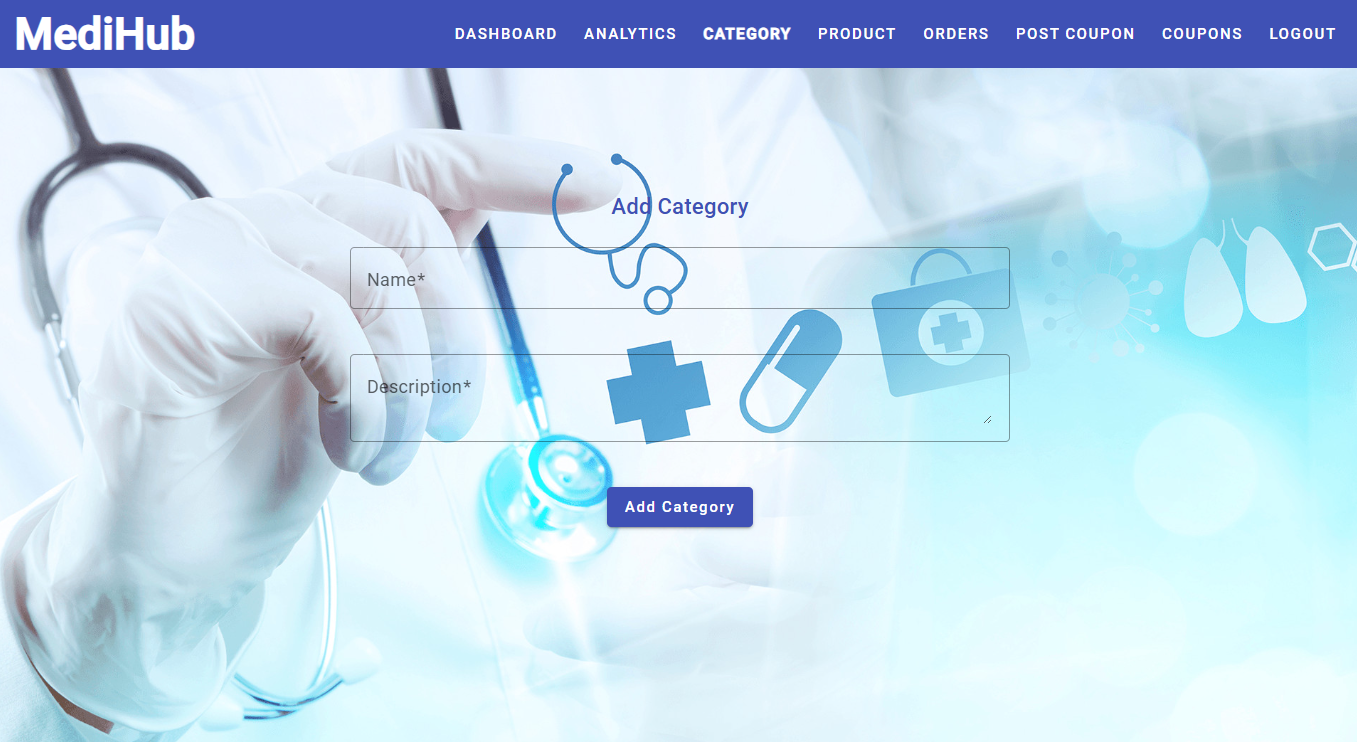 MediHub
DASHBOARD ANALYTICS CATEGORY PRODUCT ORDERS POST COUPON COUPONS LOGOUT
Add Category
Name*
Description*
Add Category